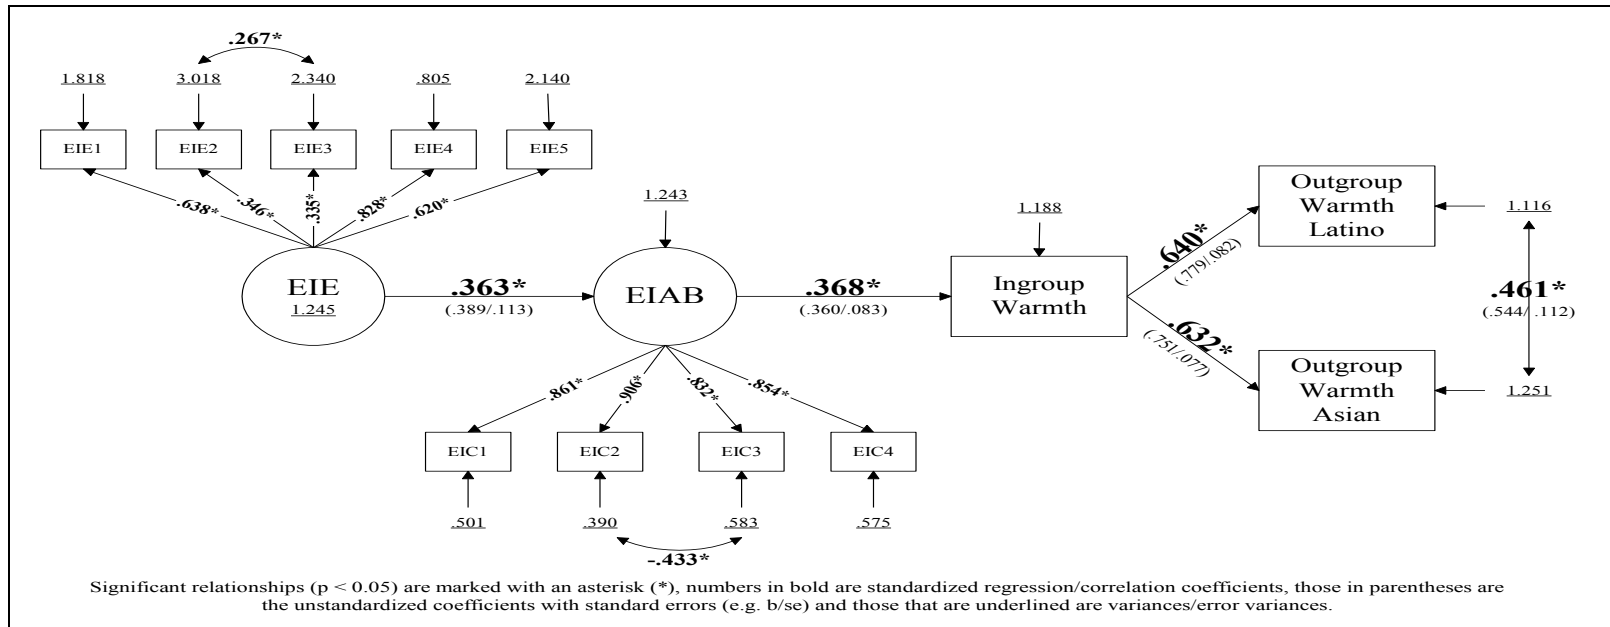 .267*
1.818 3.018 2.340 .805 2.140
EIE1 EIE2 EIE3 EIE4 EIE5
.638* .346* .335* .828* .620*
EIE
1.245
.363*
(.389/.113)
1.243
EIAB
.368*
(.360/.083)
1.188
Ingroup
Warmth
.640*
(.779/.082)
.632*
(.751/.077)
Outgroup
Warmth
Latino
1.116
.461*
(.544/ .112)
Outgroup
Warmth
Asian
1.251
.861* .906* .832* .854*
EIC1 EIC2 EIC3 EIC4
.501 .390 .583 .575
-.433*
Significant relationships (p < 0.05) are marked with an asterisk (*), numbers in bold are standardized regression/correlation coefficients, those in parentheses are
the unstandardized coefficients with standard errors (e.g. b/se) and those that are underlined are variances/error variances.